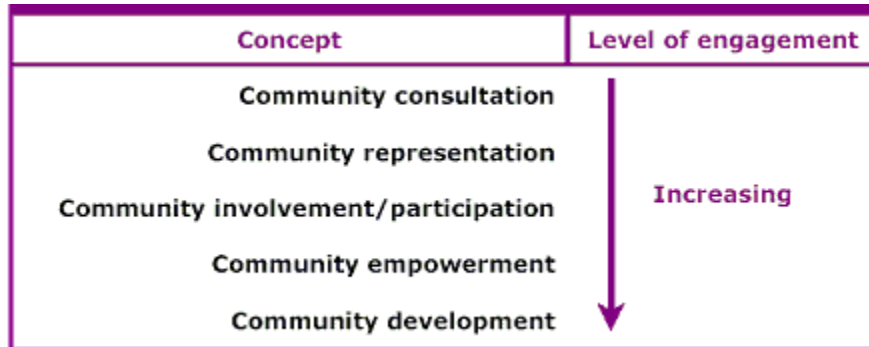 Concept Level of engagement
Community consultation
Community representation
Community involvement/participation Increasing
Community empowerment
Community development